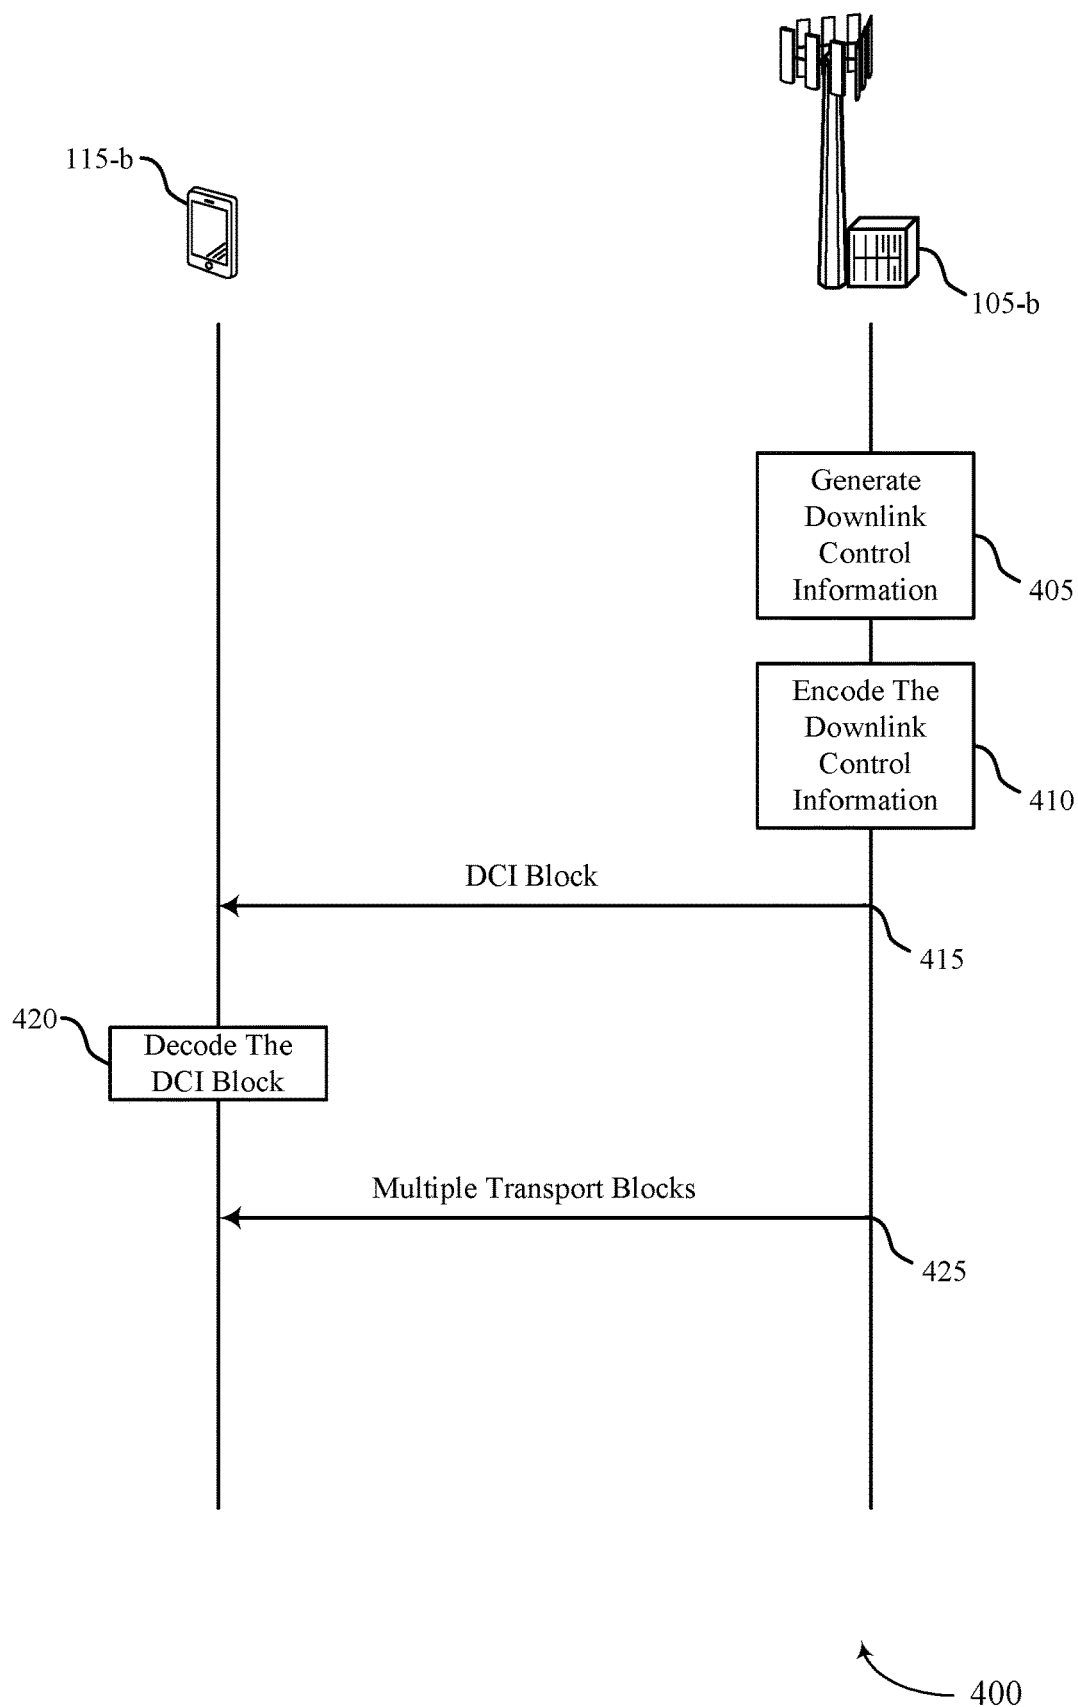 115-b
105-b
Generate
Downlink
Control
Information
405
Encode The
Downlink
Control
Information
410
DCI Block
415
420
Decode The
DCI Block
Multiple Transport Blocks
425
400